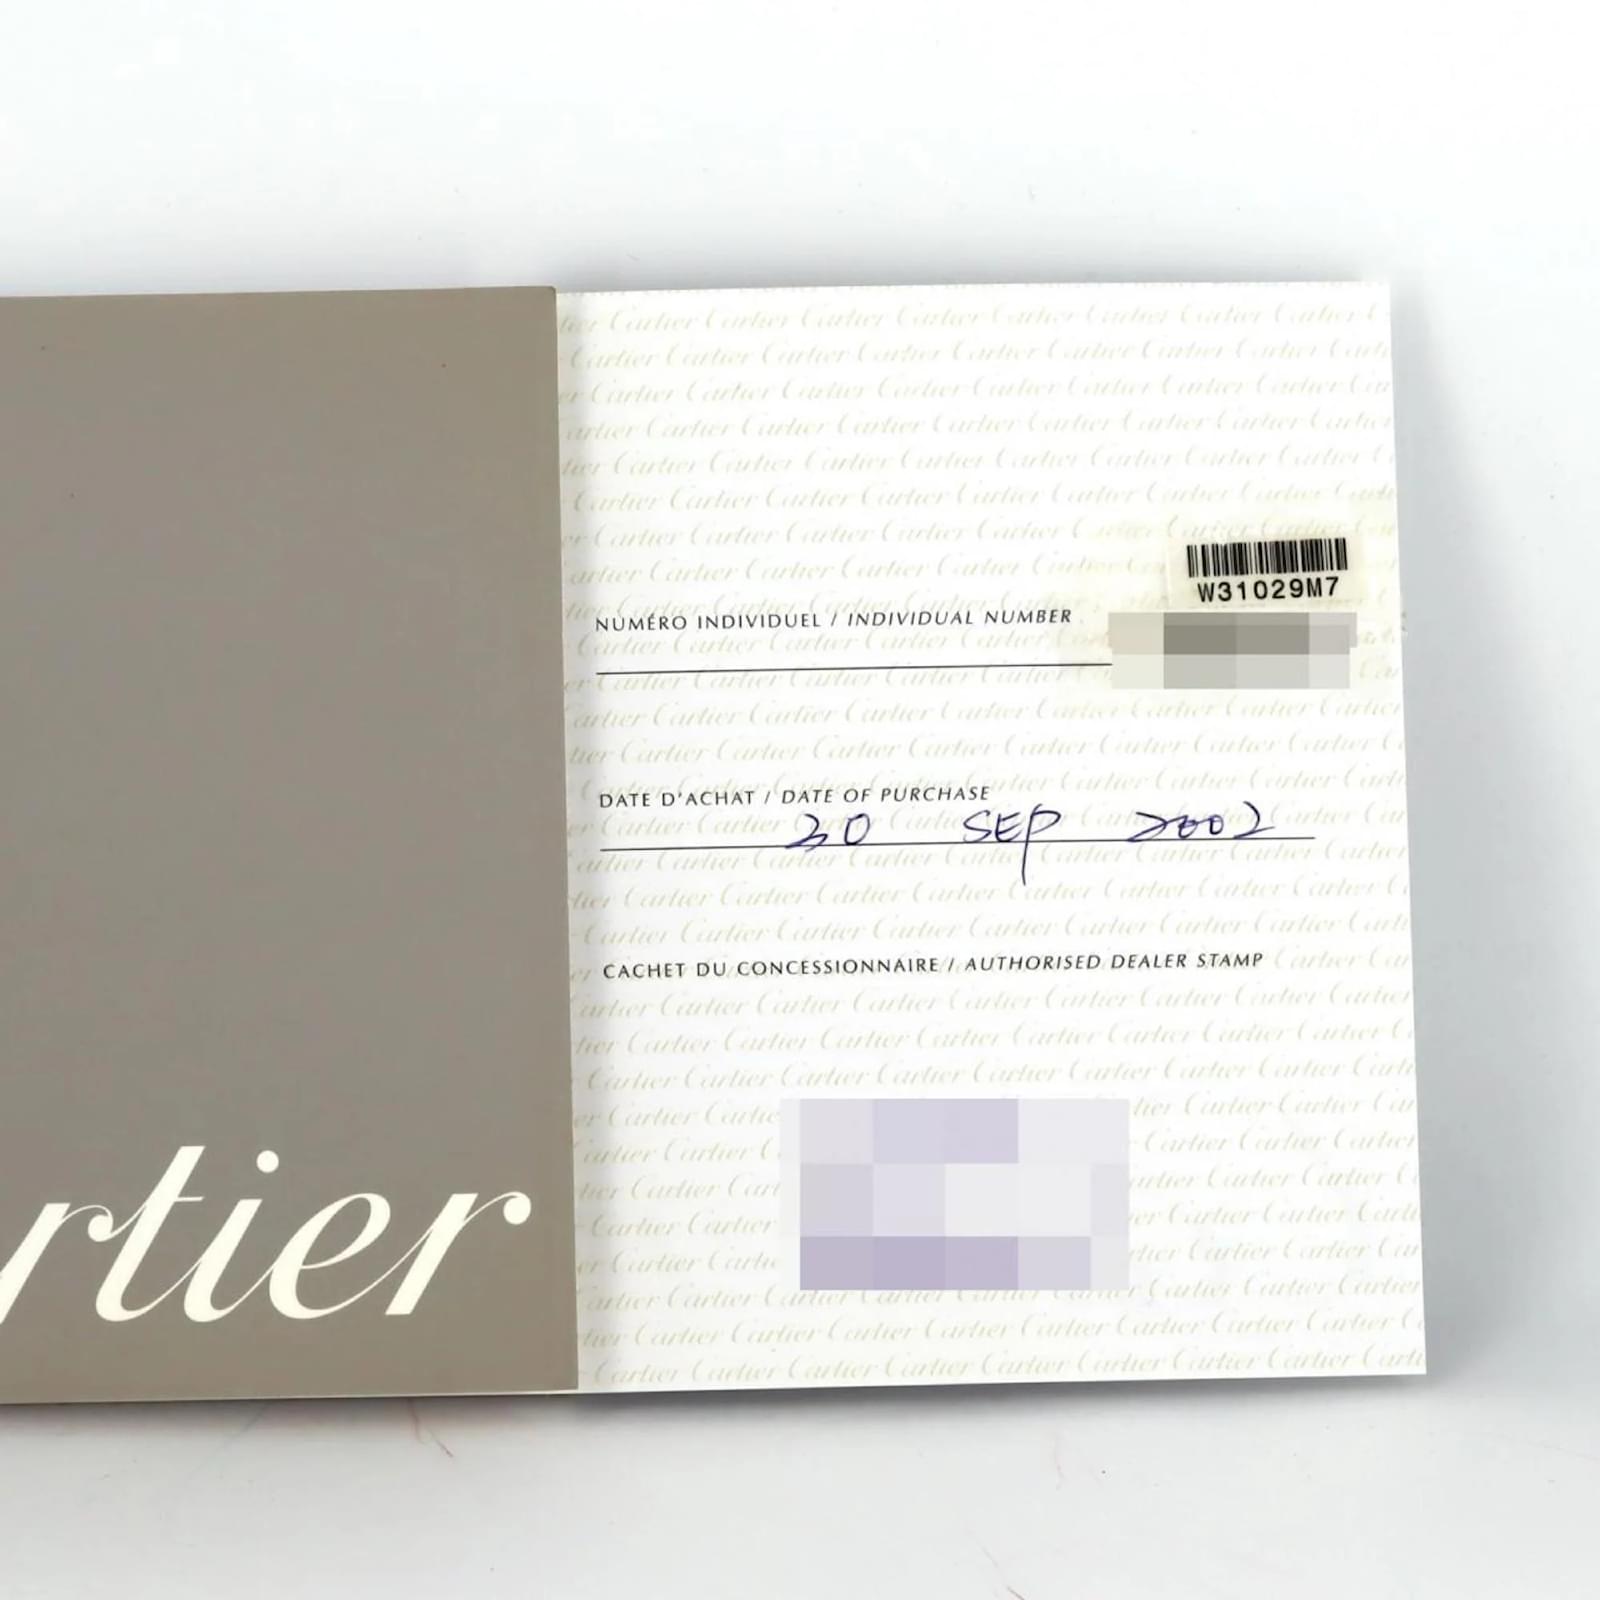 W31029M7
NUMÉRO INDIVIDUEL / INDIVIDUAL NUMBER
DATE D'ACHAT / DATE OF PURCHASE
30 SEP 2002
CACHET DU CONCESSIONNAIRE / AUTHORISED DEALER STAMP
rtier